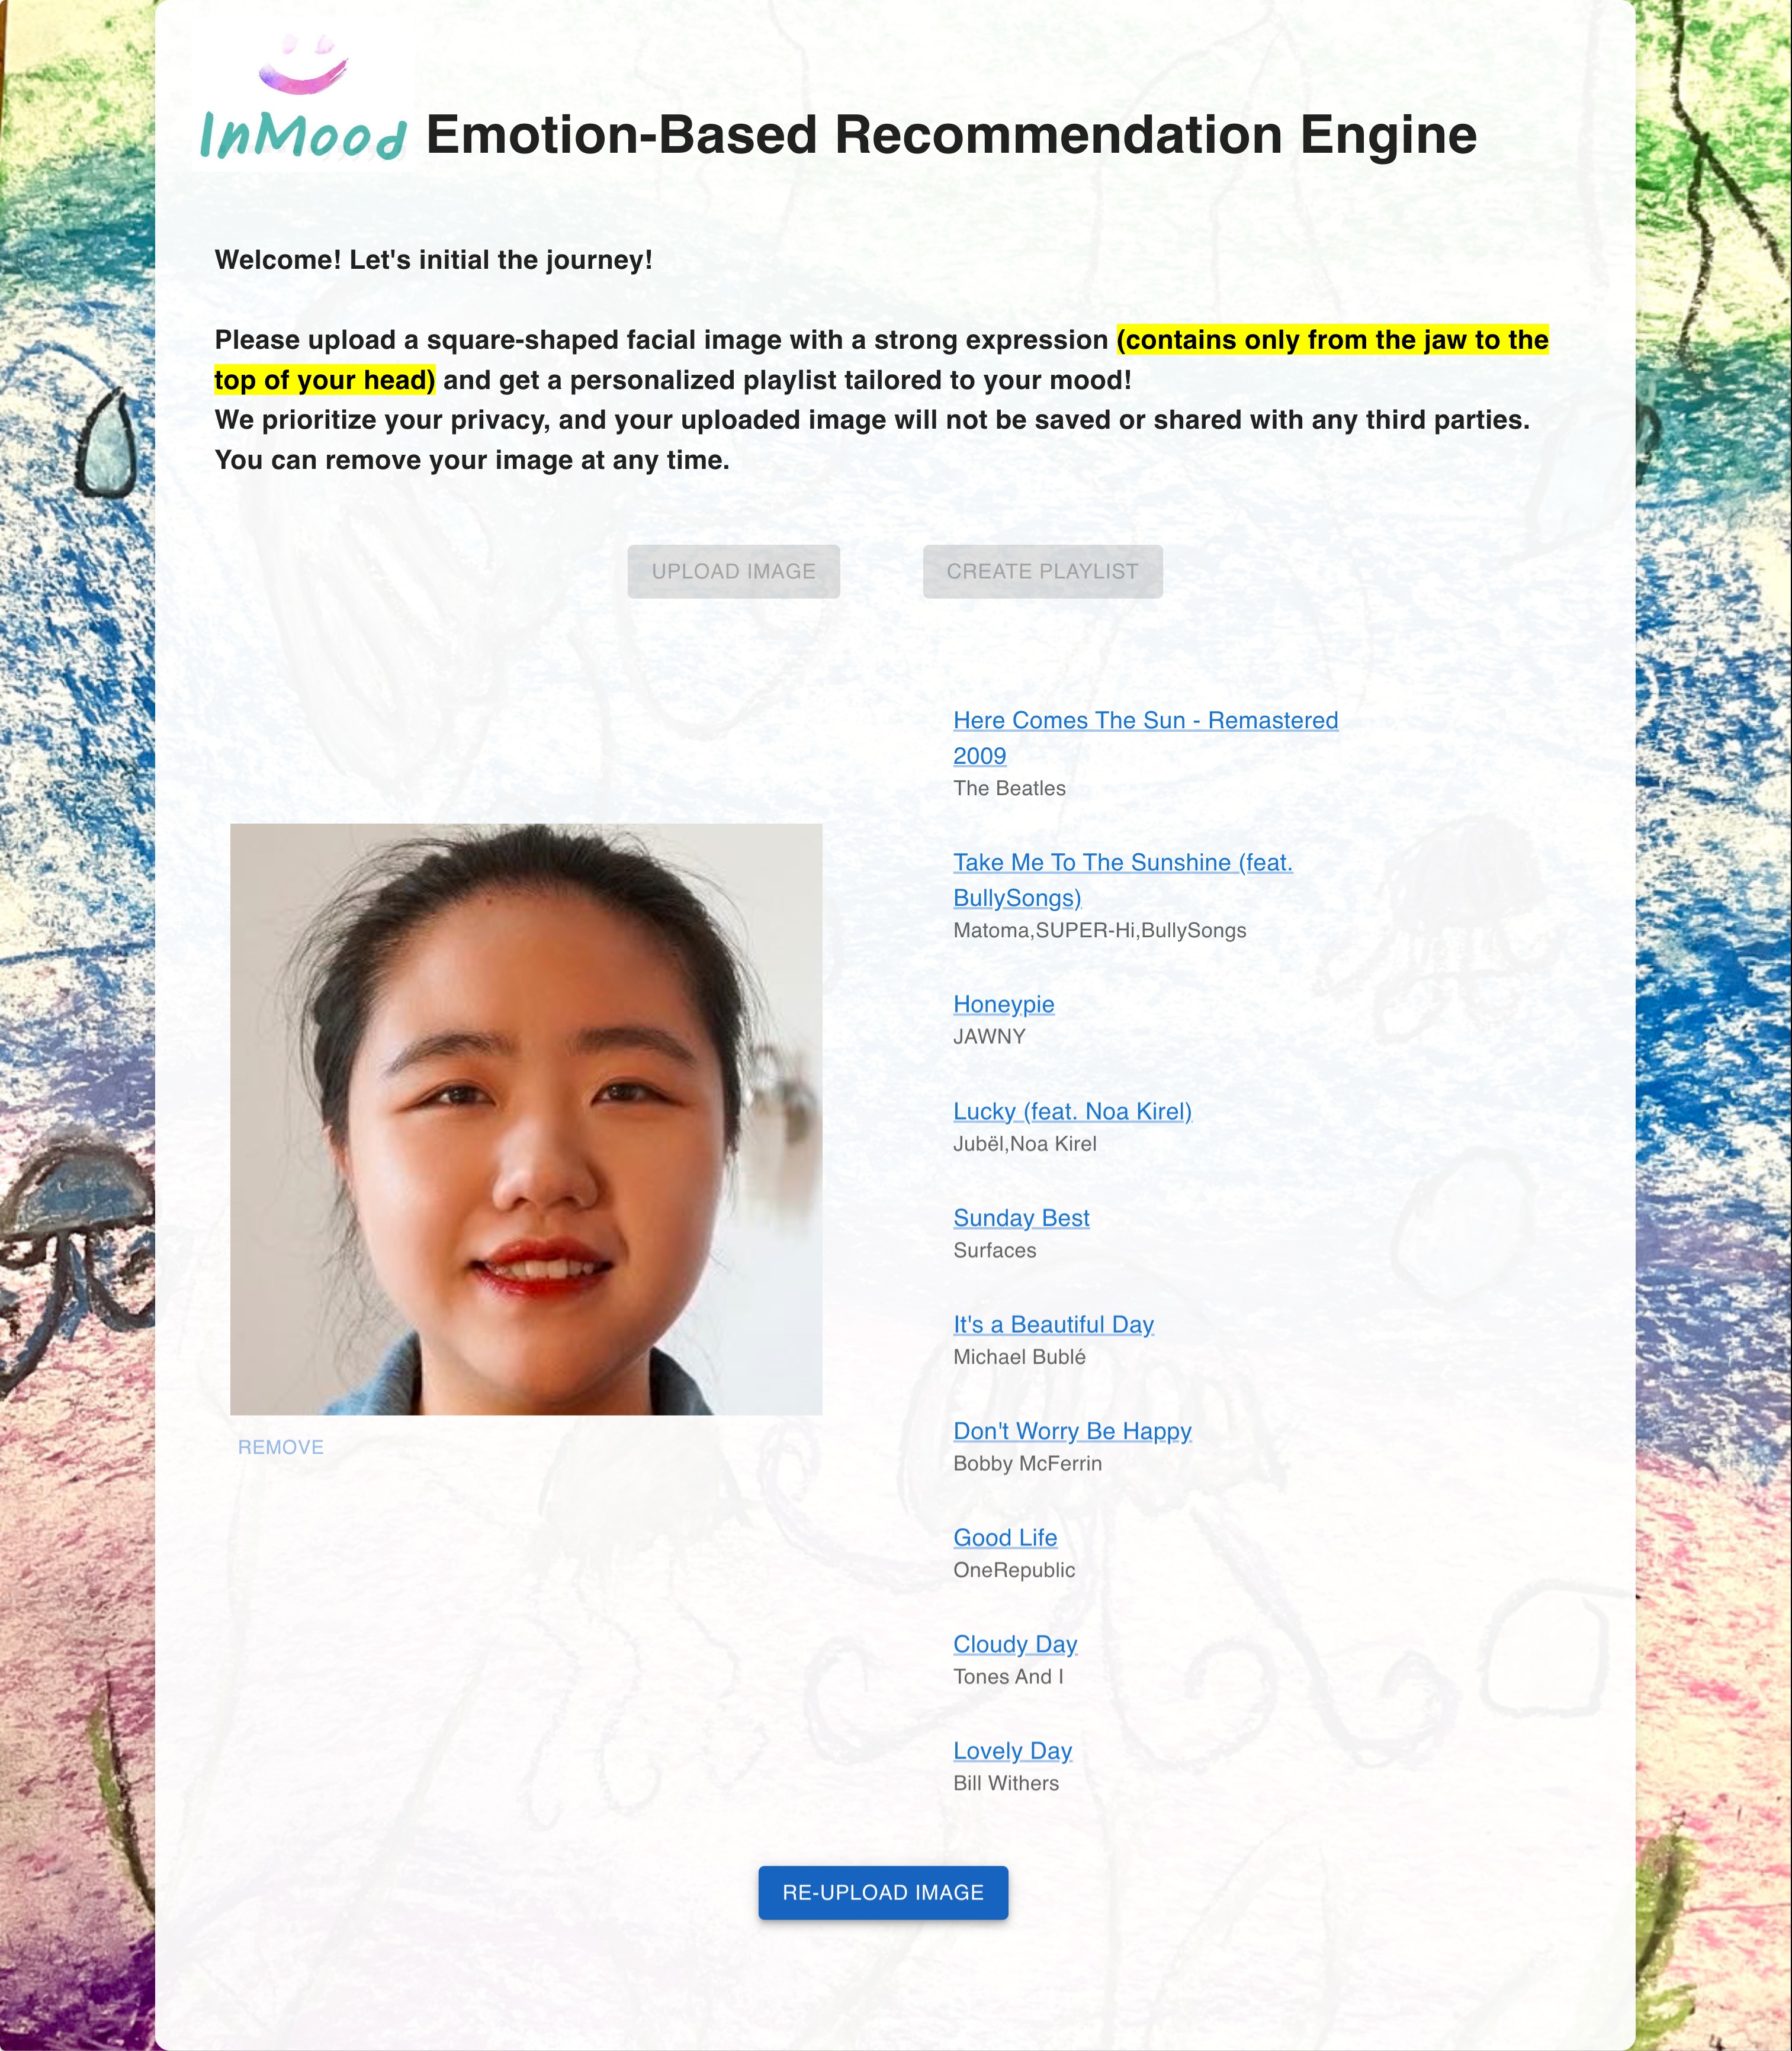 InMood Emotion-Based Recommendation Engine
Welcome! Let's initial the journey!
Please upload a square-shaped facial image with a strong expression (contains only from the jaw to the
top of your head) and get a personalized playlist tailored to your mood!
We prioritize your privacy, and your uploaded image will not be saved or shared with any third parties.
You can remove your image at any time.
UPLOAD IMAGE
CREATE PLAYLIST
Here Comes The Sun - Remastered
2009
The Beatles
Take Me To The Sunshine (feat.
BullySongs)
Matoma,SUPER-Hi,BullySongs
Honeypie
JAWNY
Lucky (feat. Noa Kirel)
Jubël,Noa Kirel
Sunday Best
Surfaces
It's a Beautiful Day
Michael Bublé
Don't Worry Be Happy
Bobby McFerrin
Good Life
OneRepublic
Cloudy Day
Tones And I
Lovely Day
Bill Withers
REMOVE
RE-UPLOAD IMAGE